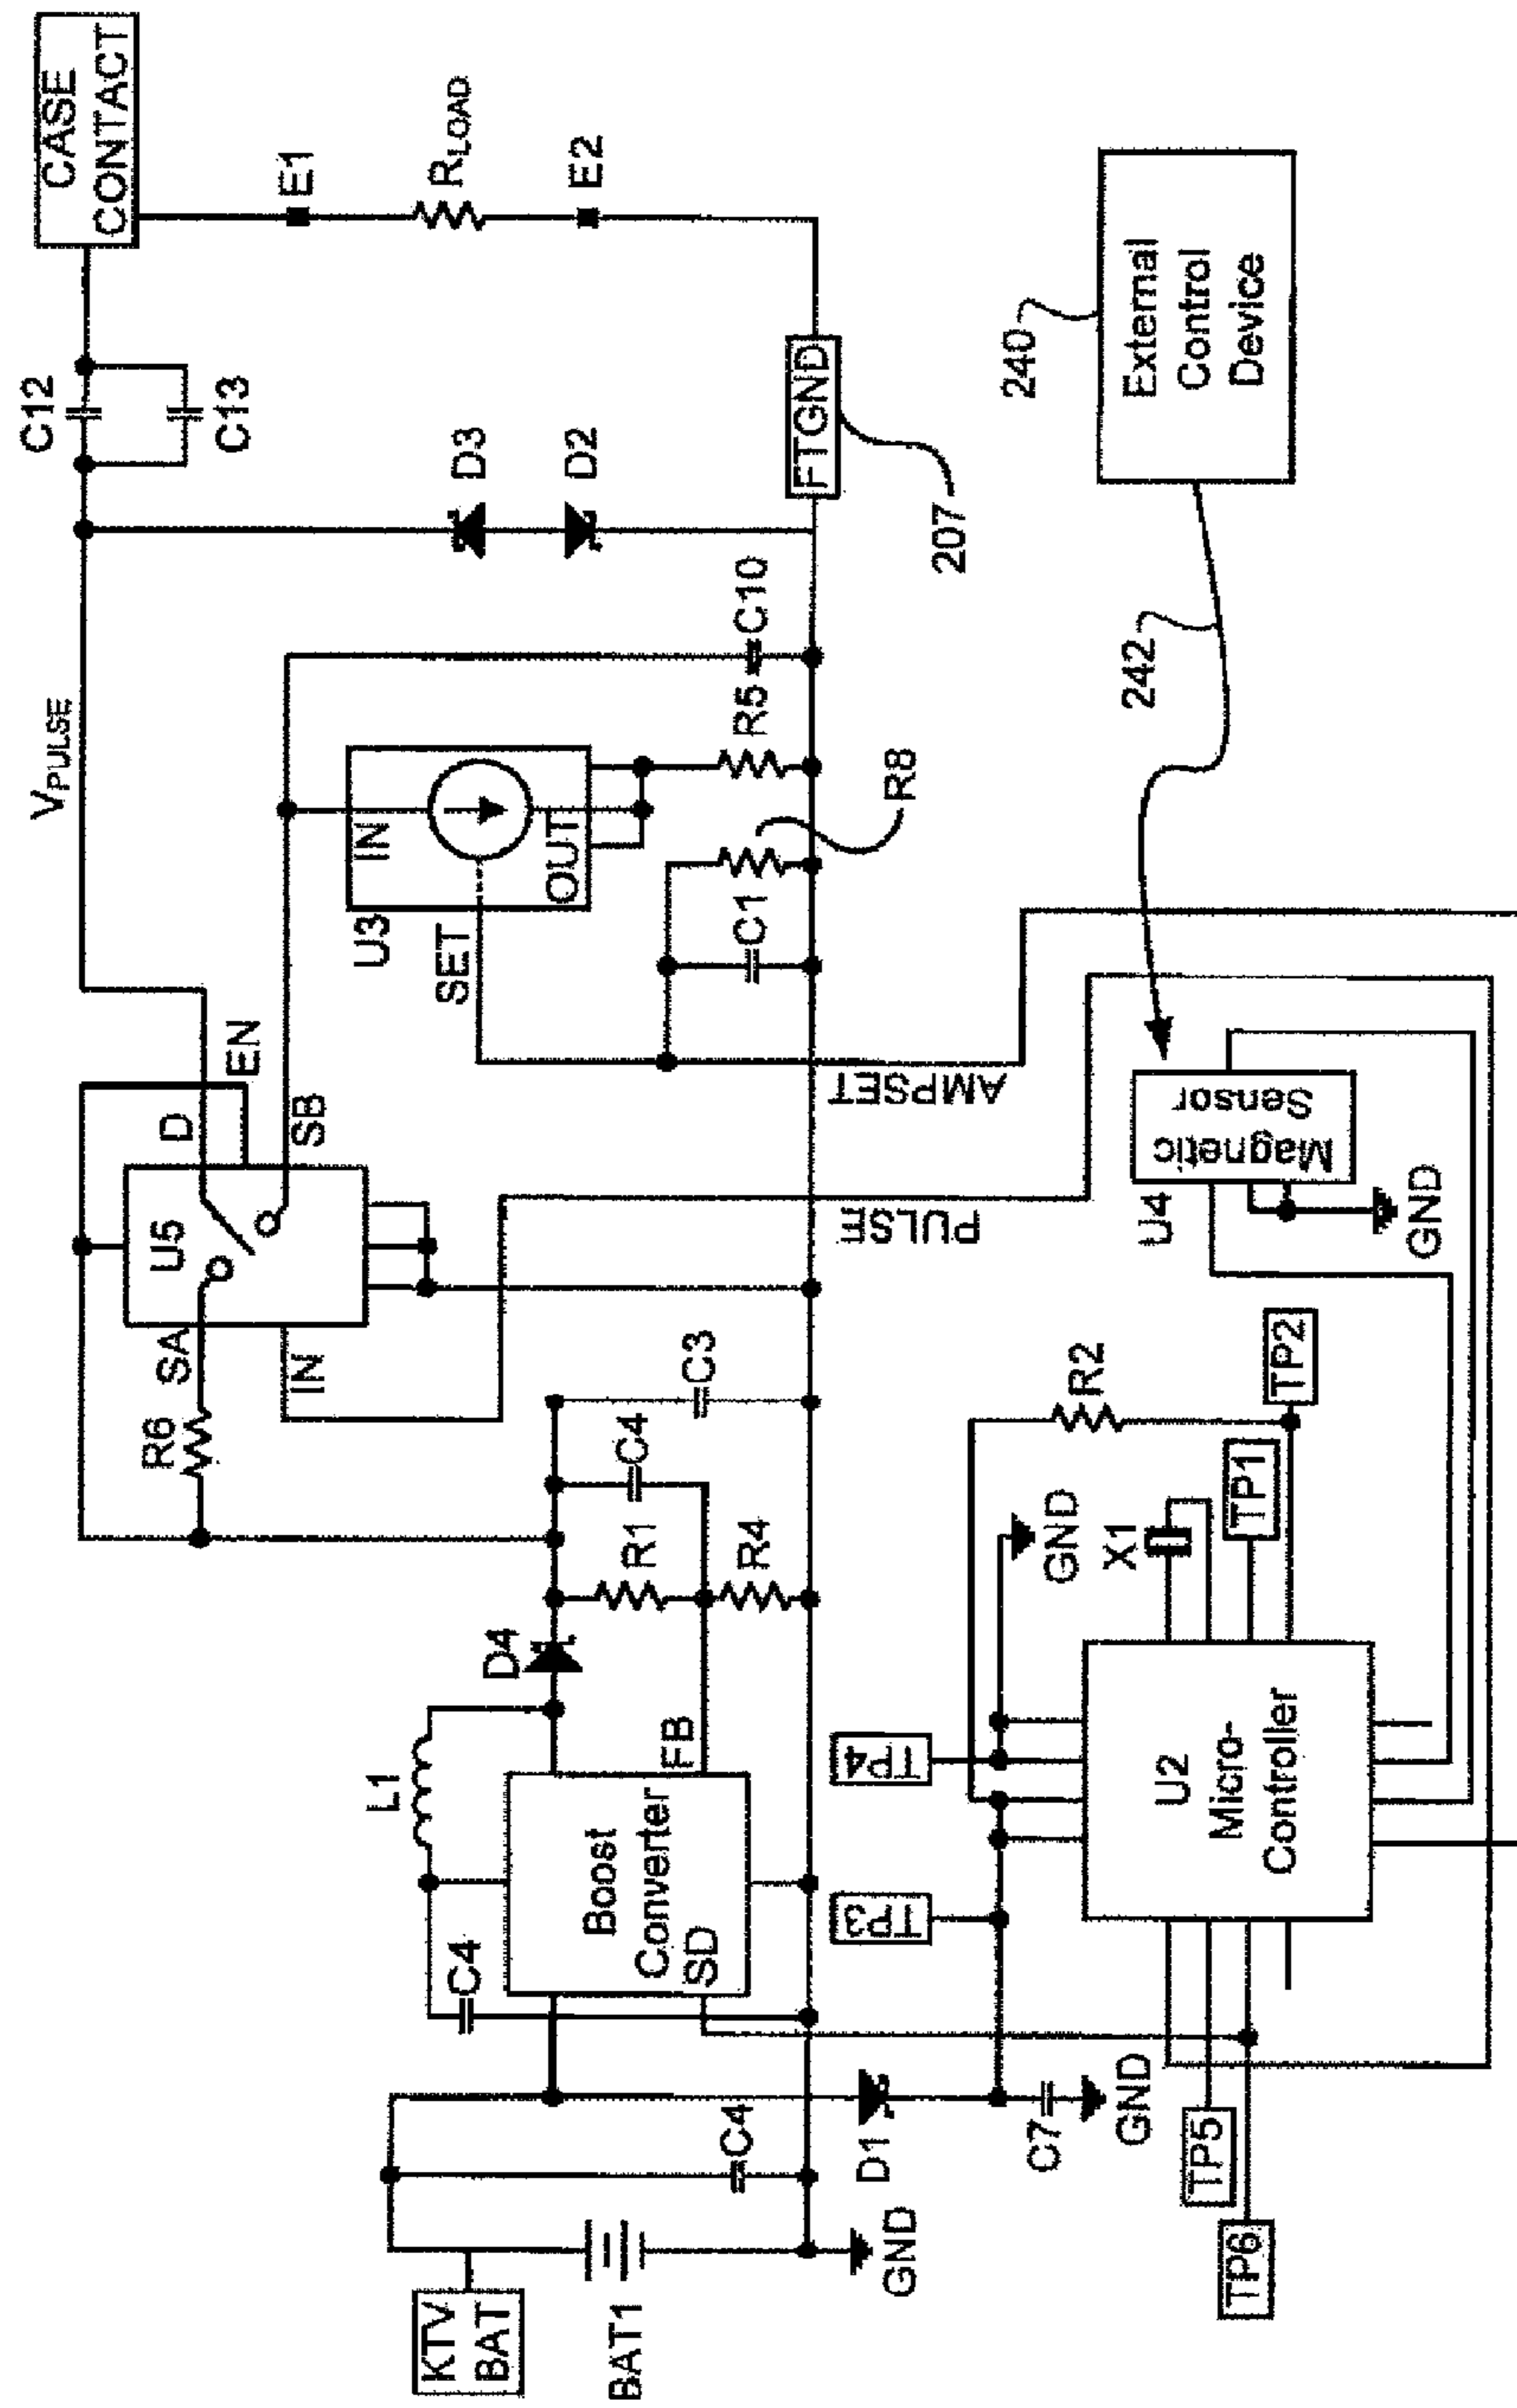 CASE
CONTACT
C12
C13
VPULSE
E1
RLOAD
E2
D3
D2
FTGND
207
C10
R5
R8
C1
U3
IN
OUT
SET
AMPSET
EN
D
SB
U5
SA
IN
PULSE
R6
C3
C4
R1
R4
D4
L1
FB
Boost
Converter
SD
C4
C4
KTV
BAT
BAT1
GND
D1
C7
GND
TP3
TP4
GND
R2
X1
TP1
TP2
U2
Micro-
Controller
TP5
TP6
U4
Magnetic
Sensor
GND
240
External
Control
Device
242